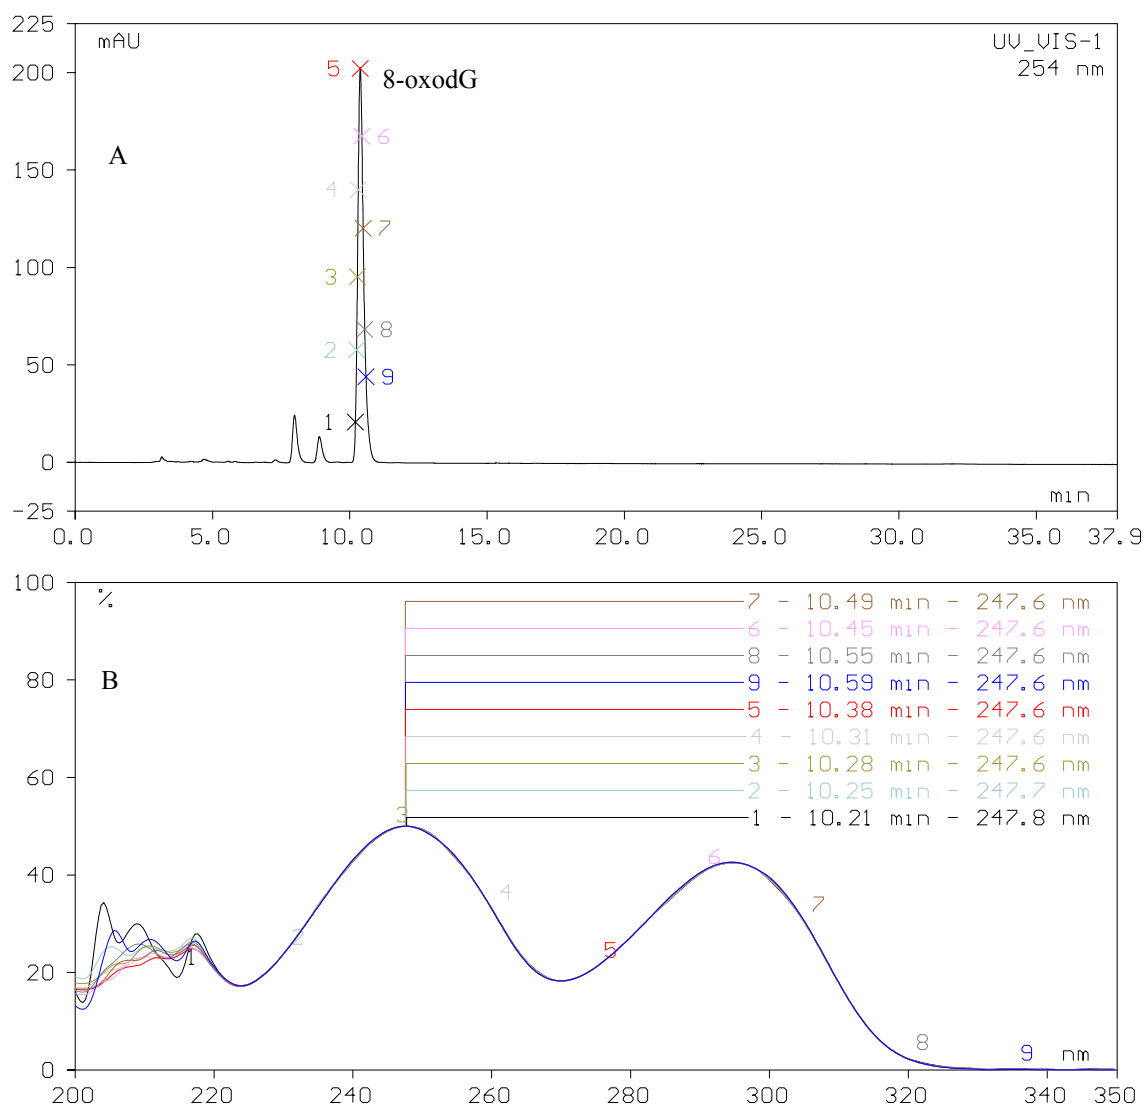 225
mAU
UV_VIS-1
254 nm
200
5
8-oxodG
6
A
150
4
7
3
100
8
2
50
9
1
0
min
-25
0.0 5.0 10.0 15.0 20.0 25.0 30.0 35.0 37.9
100
%
7 - 10.49 min - 247.6 nm
6 - 10.45 min - 247.6 nm
8 - 10.55 min - 247.6 nm
B
80
9 - 10.59 min - 247.6 nm
5 - 10.38 min - 247.6 nm
4 - 10.31 min - 247.6 nm
3 - 10.28 min - 247.6 nm
60
2 - 10.25 min - 247.7 nm
1 - 10.21 min - 247.8 nm
3
6
40
4
7
2
5
1
20
8
9
nm
0
200 220 240 260 280 300 320 340 350